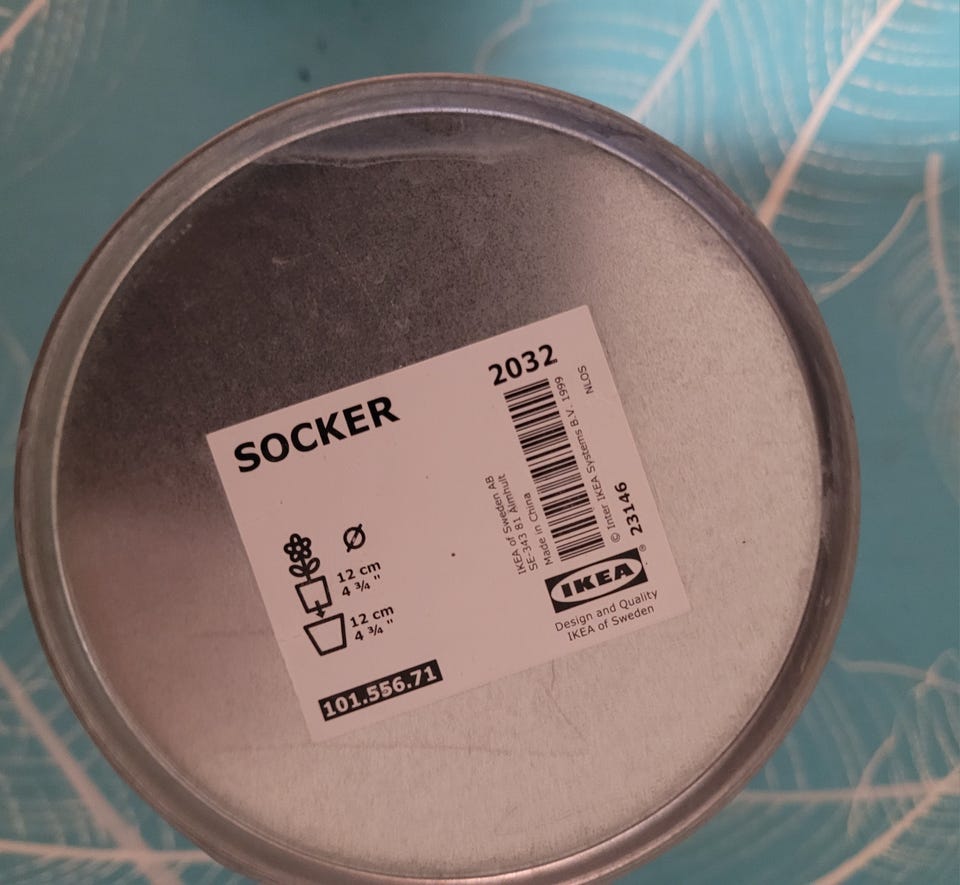 SOCKER
2032
Ø
12 cm
4 ¾ "
12 cm
4 ¾ "
101.556.71
IKEA of Sweden AB
SE-343 81 Älmhult
Made in China
© Inter IKEA Systems B.V. 1999
NLOS
23146
IKEA®
Design and Quality
IKEA of Sweden